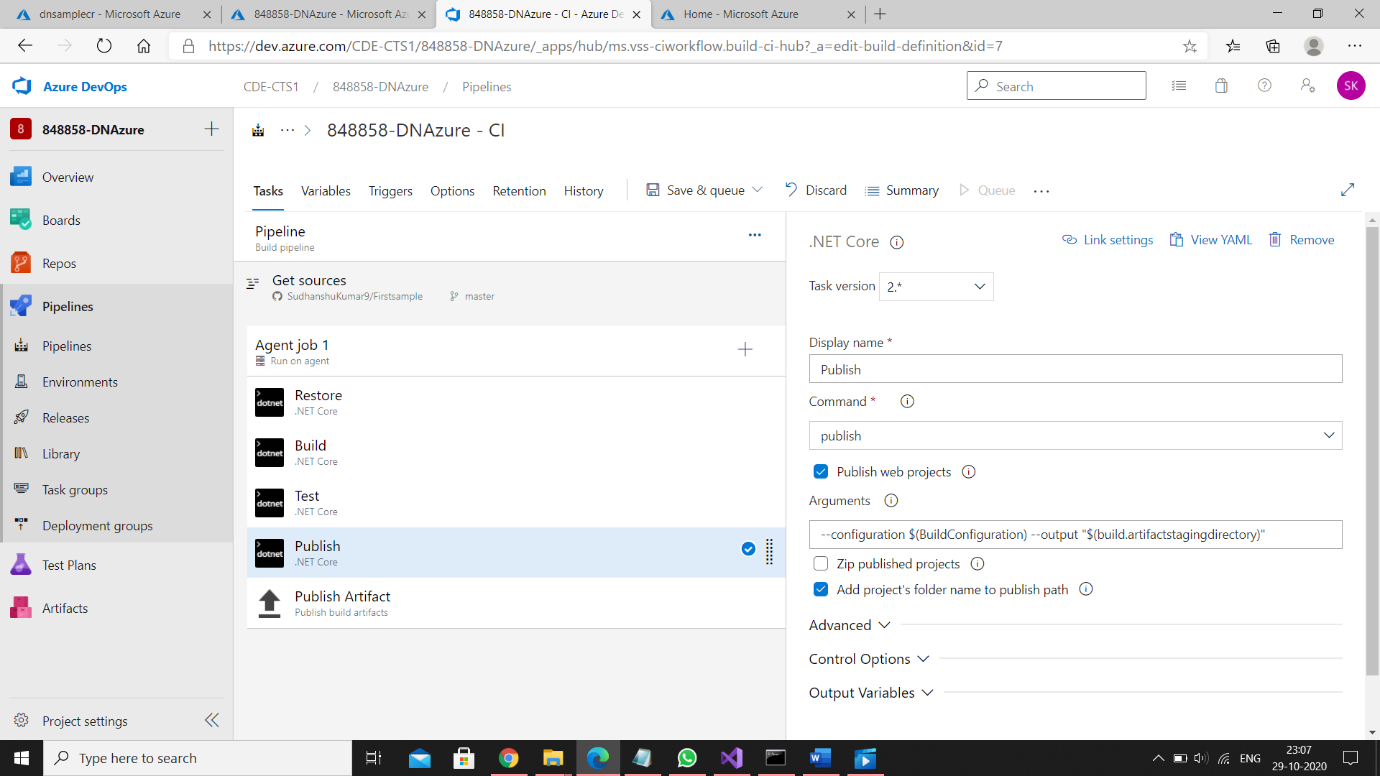 dnsamplecr - Microsoft Azure
848858-DNAzure - Microsoft Az
848858-DNAzure - CI - Azure De
Home - Microsoft Azure
https://dev.azure.com/CDE-CTS1/848858-DNAzure/_apps/hub/ms.vss-ciworkflow.build-ci-hub?_a=edit-build-definition&id=7
Azure DevOps
CDE-CTS1 / 848858-DNAzure / Pipelines
Search
SK
8 848858-DNAzure
Overview
Boards
Repos
Pipelines
Pipelines
Environments
Releases
Library
Task groups
Deployment groups
Test Plans
Artifacts
Project settings
848858-DNAzure - CI
Tasks Variables Triggers Options Retention History
Save & queue Discard Summary Queue
Pipeline
Build pipeline
Get sources
SudhanshuKumar9/Firstsample master
Agent job 1
Run on agent
dotnet Restore
.NET Core
dotnet Build
.NET Core
dotnet Test
.NET Core
dotnet Publish
.NET Core
Publish Artifact
Publish build artifacts
.NET Core
Link settings View YAML Remove
Task version 2.*
Display name *
Publish
Command *
publish
Publish web projects
Arguments
--configuration $(BuildConfiguration) --output "$(build.artifactstagingdirectory)"
Zip published projects
Add project's folder name to publish path
Advanced
Control Options
Output Variables
Type here to search
ENG
23:07
29-10-2020